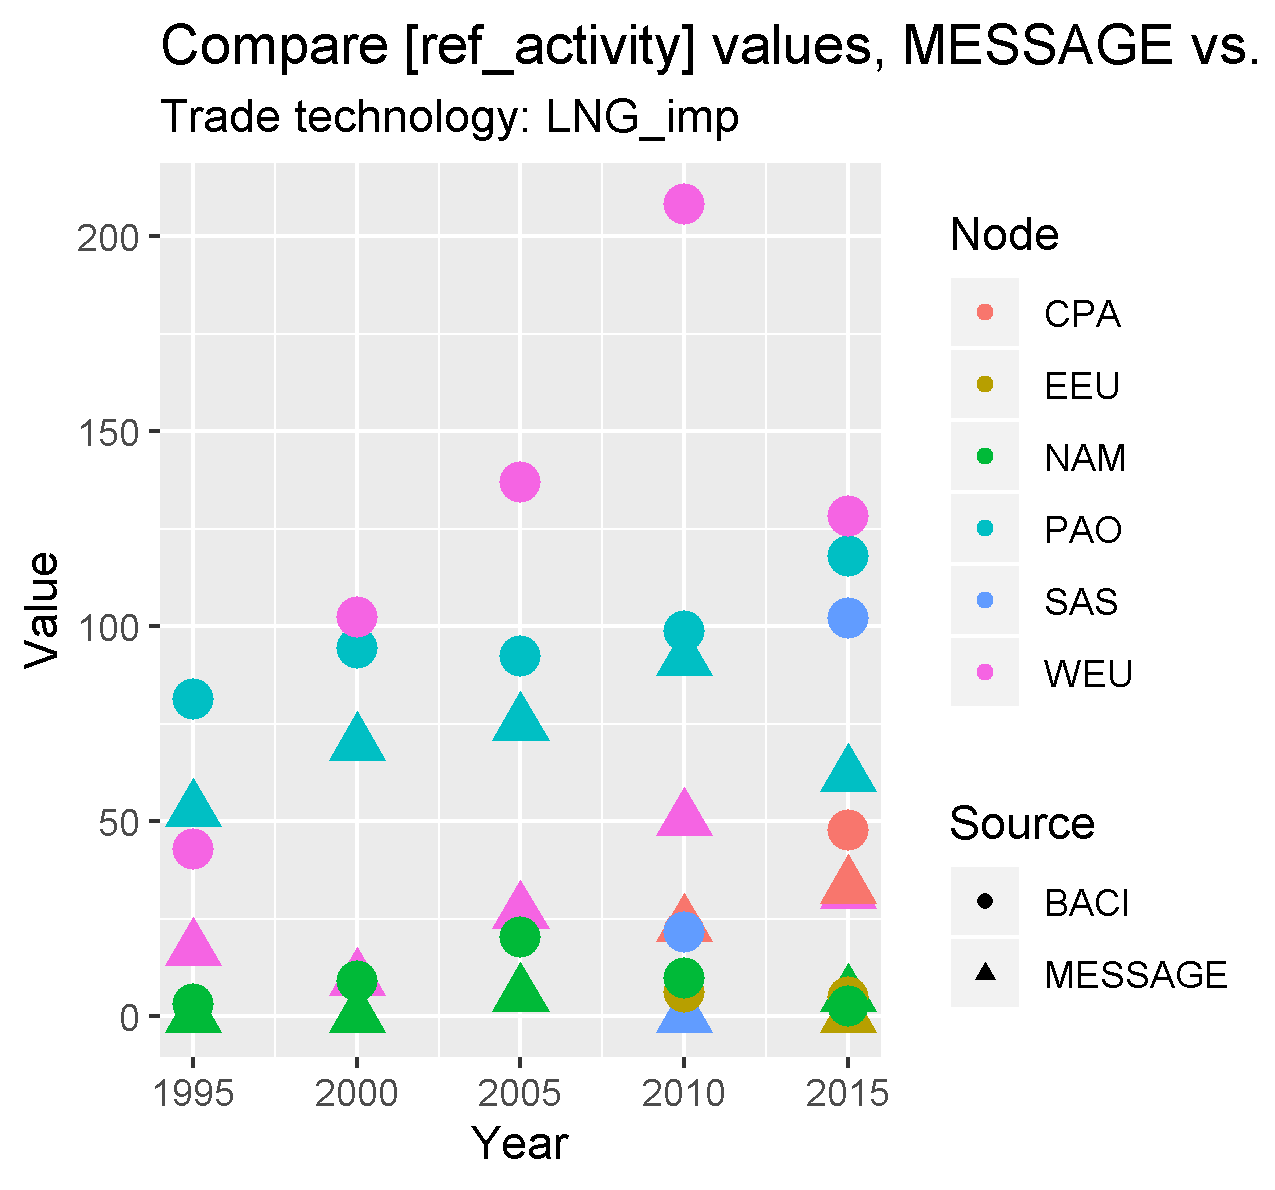 Compare [ref_activity] values, MESSAGE vs.
Trade technology: LNG_imp
200
150
100
50
0
Value
1995
2000
2005
2010
2015
Year
Node
CPA
EEU
NAM
PAO
SAS
WEU
Source
BACI
MESSAGE